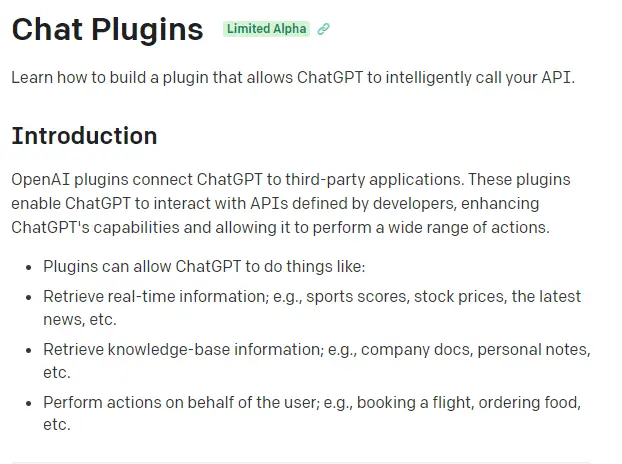 Chat Plugins Limited Alpha
Learn how to build a plugin that allows ChatGPT to intelligently call your API.
Introduction
OpenAI plugins connect ChatGPT to third-party applications. These plugins
enable ChatGPT to interact with APIs defined by developers, enhancing
ChatGPT's capabilities and allowing it to perform a wide range of actions.
• Plugins can allow ChatGPT to do things like:
• Retrieve real-time information; e.g., sports scores, stock prices, the latest
news, etc.
• Retrieve knowledge-base information; e.g., company docs, personal notes,
etc.
• Perform actions on behalf of the user; e.g., booking a flight, ordering food,
etc.